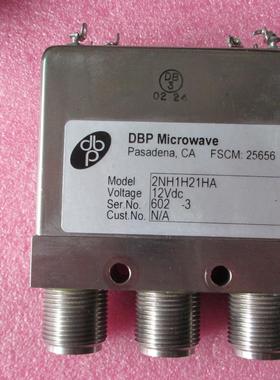 DB
3
02 24
dbp
DBP Microwave
Pasadena, CA FSCM: 25656
Model 2NH1H21HA
Voltage 12Vdc
Ser.No. 602 -3
Cust.No. N/A